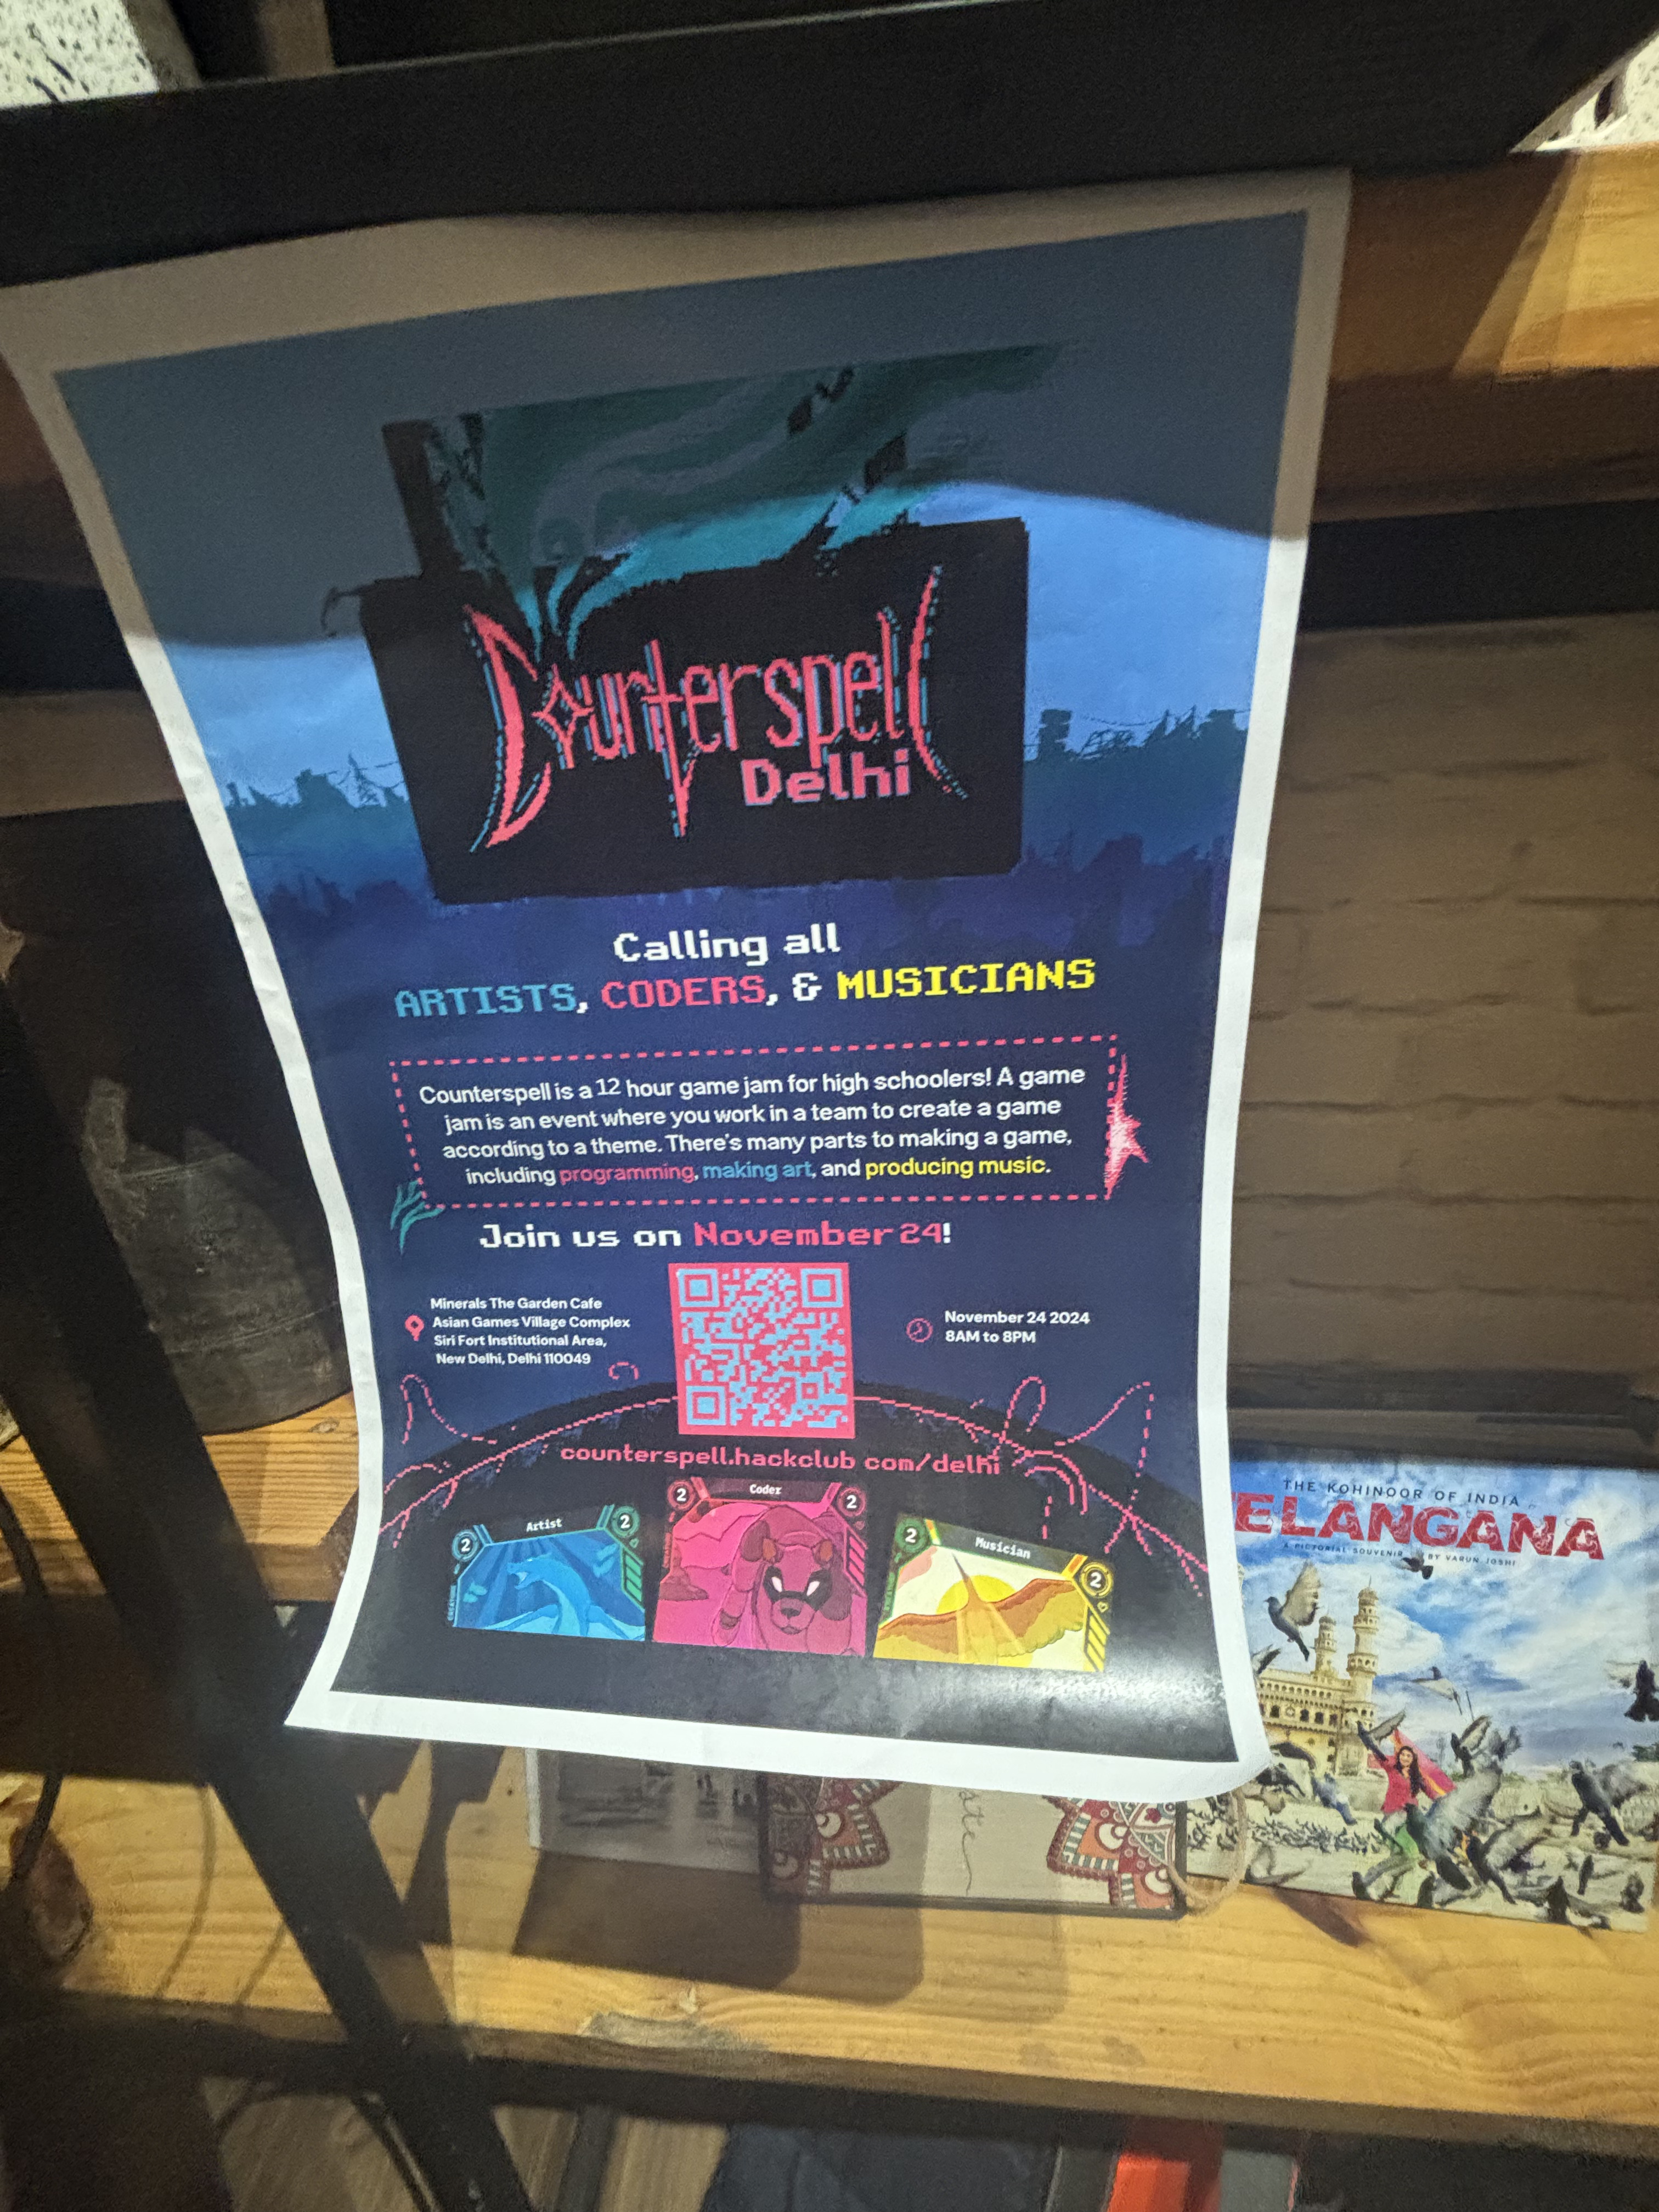 Counterspell
Delhi
Calling all
ARTISTS, CODERS, & MUSICIANS
Counterspell is a 12 hour game jam for high schoolers! A game
jam is an event where you work in a team to create a game
according to a theme. There's many parts to making a game,
including programming, making art, and producing music.
Join us on November 24!
Minerals The Garden Cafe
Asian Games Village Complex
Siri Fort Institutional Area,
New Delhi, Delhi 110049
November 24 2024
8AM to 8PM
counterspell.hackclub com/delhi
2 Artist 2
2 Coder 2
2 Musician 2
THE KOHINOOR OF INDIA
ELANGANA
A PICTORIAL SOUVENIR BY VARUN JOSHI